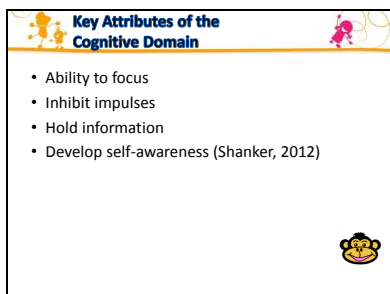 Key Attributes of the
Cognitive Domain
• Ability to focus
• Inhibit impulses
• Hold information
• Develop self-awareness (Shanker, 2012)